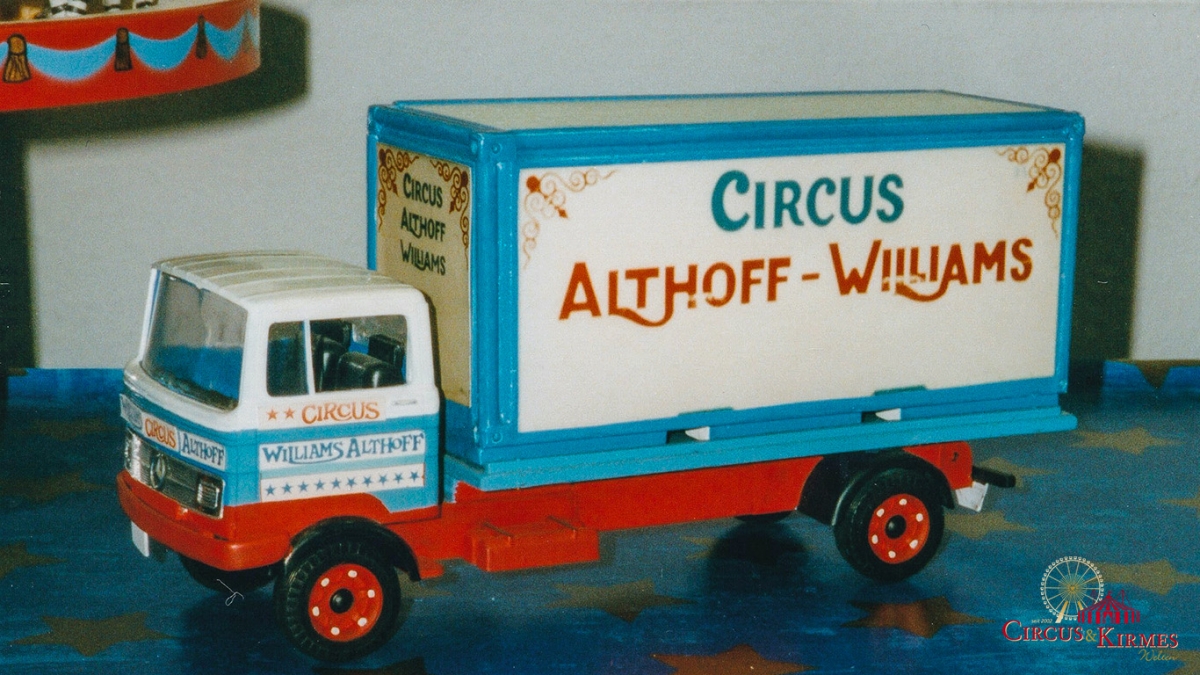 CIRCUS
ALTHOFF
WILLIAMS
CIRCUS
ALTHOFF-WILLIAMS
CIRCUS
WILLIAMS ALTHOFF
CIRCUS ALTHOFF
CIRCUS & KIRMES
Welten